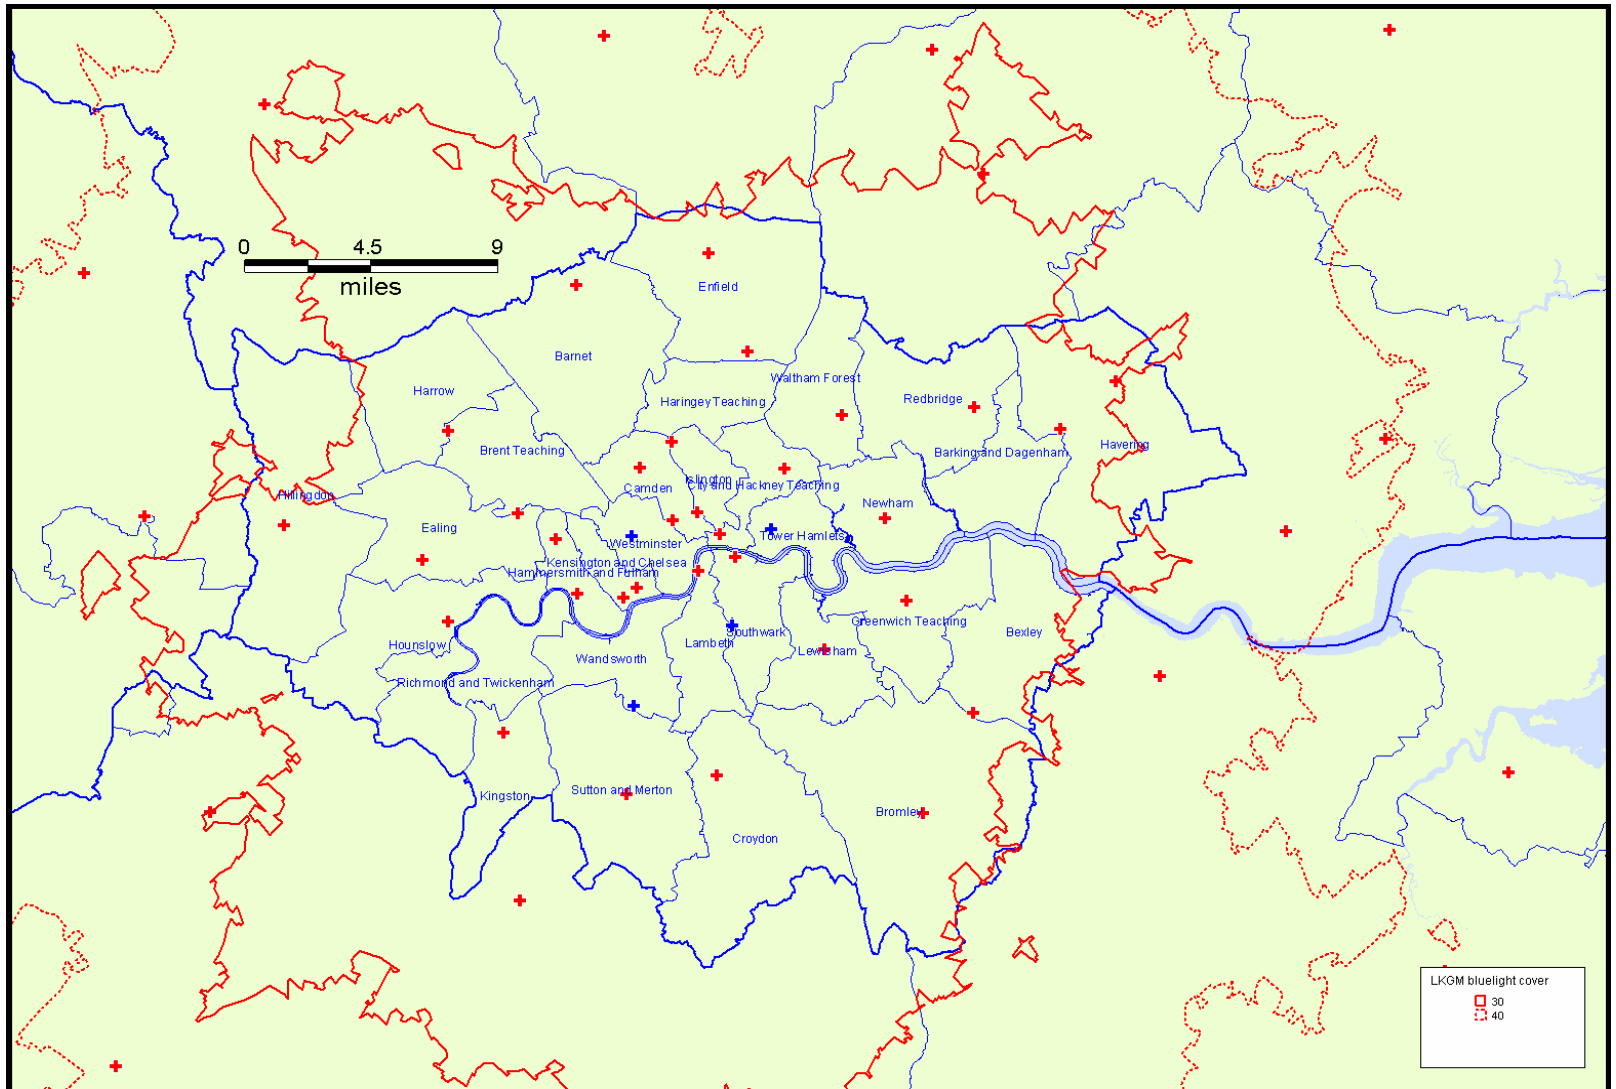 0 4.5 9
miles
Enfield
Barnet
Waltham Forest
Harrow
Haringey Teaching
Redbridge
Havering
Brent Teaching
Barking and Dagenham
Islington
City and Hackney Teaching
Camden
Hillingdon
Newham
Ealing
Tower Hamlets
Westminster
Kensington and Chelsea
Hammersmith and Fulham
Greenwich Teaching
Bexley
Southwark
Lambeth
Hounslow
Lewisham
Wandsworth
Richmond and Twickenham
Sutton and Merton
Kingston
Bromley
Croydon
LKGM bluelight cover
30
40